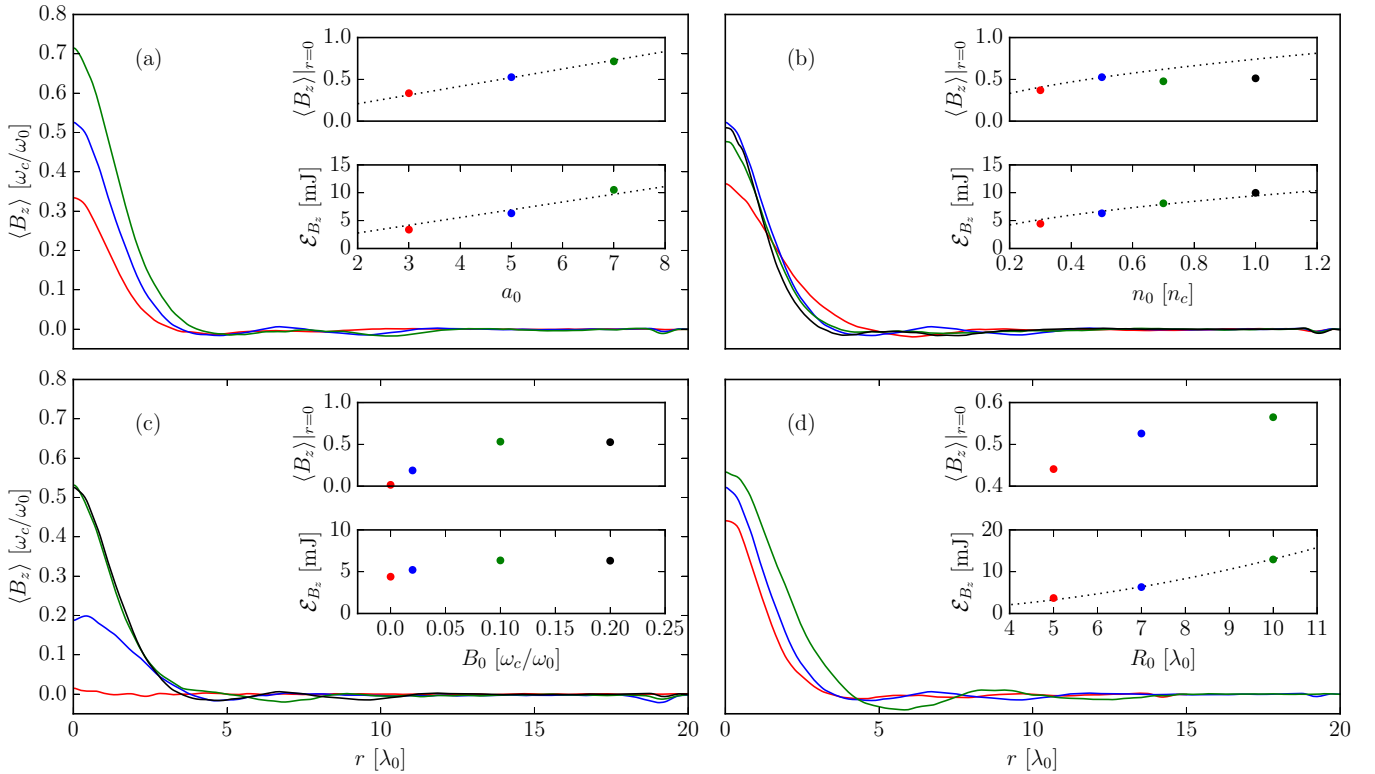 0.8
0.7
0.6
0.5
0.4
0.3
0.2
0.1
0.0
⟨B_z⟩ [ω_c/ω_0]
(a)
1.0
0.5
0.0
⟨B_z⟩|_{r=0}
15
10
5
0
ℰ_{B_z} [mJ]
2 3 4 5 6 7 8
a_0
(b)
1.0
0.5
0.0
⟨B_z⟩|_{r=0}
15
10
5
0
ℰ_{B_z} [mJ]
0.2 0.4 0.6 0.8 1.0 1.2
n_0 [n_c]
0.8
0.7
0.6
0.5
0.4
0.3
0.2
0.1
0.0
⟨B_z⟩ [ω_c/ω_0]
(c)
1.0
0.5
0.0
⟨B_z⟩|_{r=0}
10
5
0
ℰ_{B_z} [mJ]
0.0 0.05 0.10 0.15 0.20 0.25
B_0 [ω_c/ω_0]
0 5 10 15 20
r [λ_0]
(d)
0.6
0.5
0.4
⟨B_z⟩|_{r=0}
20
10
0
ℰ_{B_z} [mJ]
4 5 6 7 8 9 10 11
R_0 [λ_0]
0 5 10 15 20
r [λ_0]